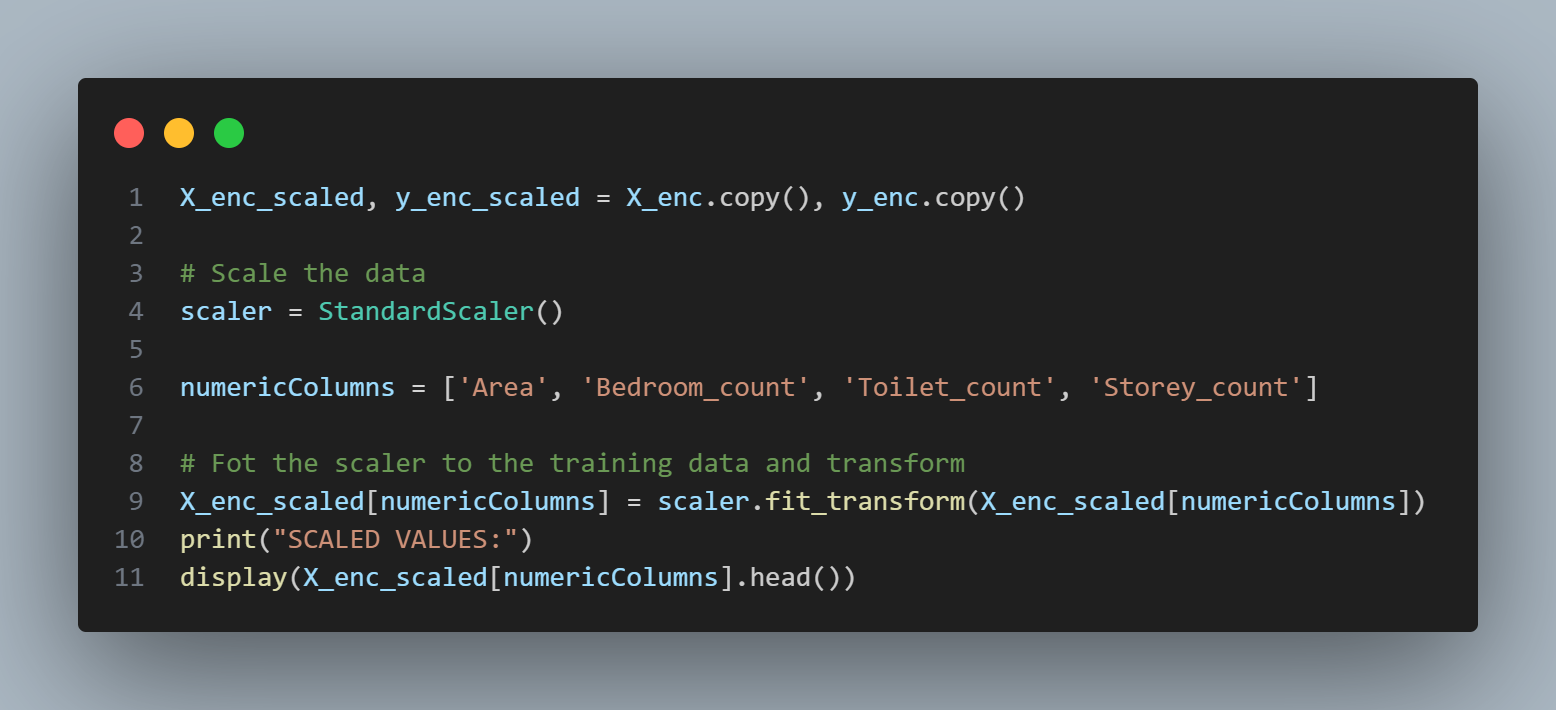 1 X_enc_scaled, y_enc_scaled = X_enc.copy(), y_enc.copy()
2
3 # Scale the data
4 scaler = StandardScaler()
5
6 numericColumns = ['Area', 'Bedroom_count', 'Toilet_count', 'Storey_count']
7
8 # Fot the scaler to the training data and transform
9 X_enc_scaled[numericColumns] = scaler.fit_transform(X_enc_scaled[numericColumns])
10 print("SCALED VALUES:")
11 display(X_enc_scaled[numericColumns].head())